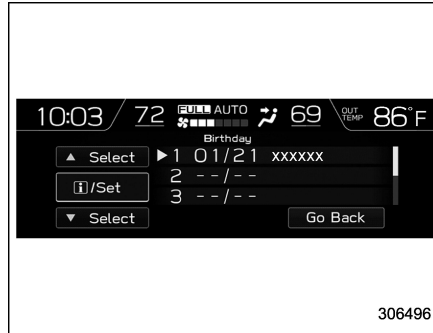 10:03 / 72 FULL AUTO 69 OUT TEMP 86°F
Birthday
▲ Select ▶1 01/21 xxxxxx
i/Set 2 --/--
▼ Select 3 --/--
Go Back
306496